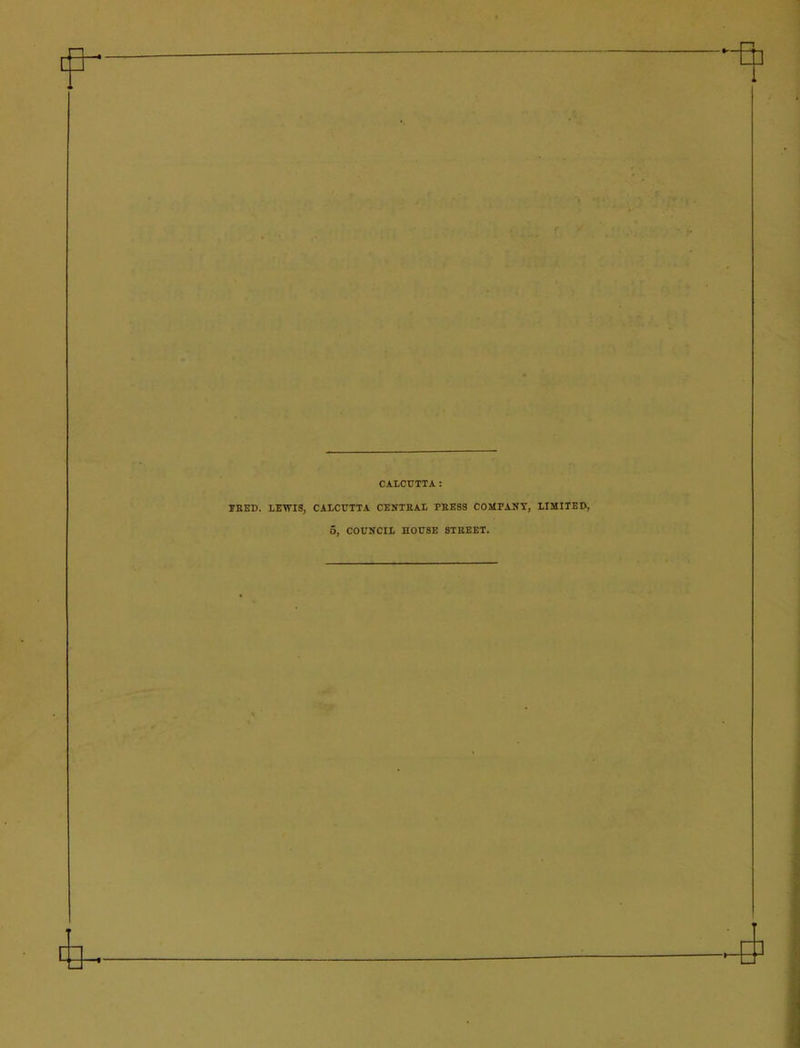 CALCUTTA :
FRED. LEWIS, CALCUTTA CENTRAL PRESS COMPANY, LIMITED,
5, COUNCIL HOUSE STREET.